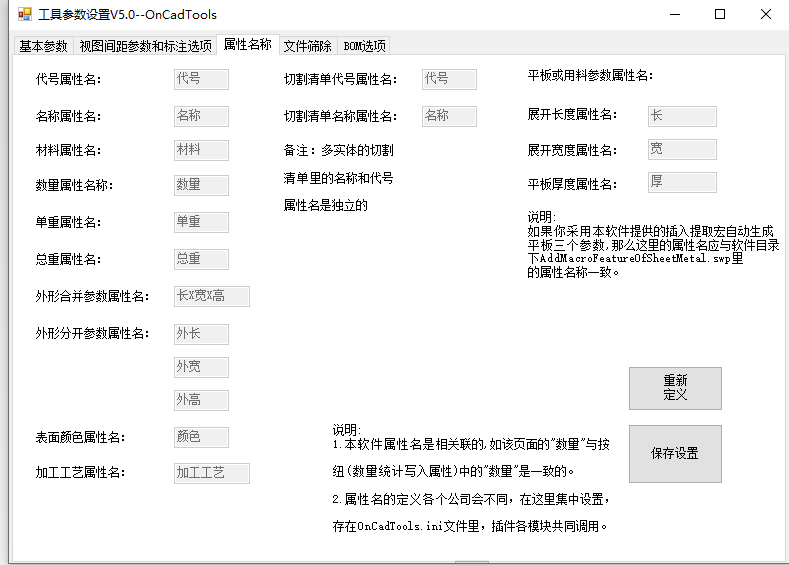 工具参数设置V5.0--OnCadTools
基本参数 视图间距参数和标注选项 属性名称 文件筛除 BOM选项
代号属性名: 代号
名称属性名: 名称
材料属性名: 材料
数量属性名称: 数量
单重属性名: 单重
总重属性名: 总重
外形合并参数属性名: 长X宽X高
外形分开参数属性名: 外长
外宽
外高
表面颜色属性名: 颜色
加工工艺属性名: 加工工艺
切割清单代号属性名: 代号
切割清单名称属性名: 名称
备注: 多实体的切割
清单里的名称和代号
属性名是独立的
平板或用料参数属性名:
展开长度属性名: 长
展开宽度属性名: 宽
平板厚度属性名: 厚
说明:
如果你采用本软件提供的插入提取宏自动生成
平板三个参数,那么这里的属性名应与软件目录
下AddMacroFeatureOfSheetMetal.swp里
的属性名称一致。
重新
定义
保存设置
说明:
1.本软件属性名是相关联的,如该页面的"数量"与按
纽(数量统计写入属性)中的"数量"是一致的。
2.属性名的定义各个公司会不同, 在这里集中设置,
存在OnCadTools.ini文件里, 插件各模块共同调用。